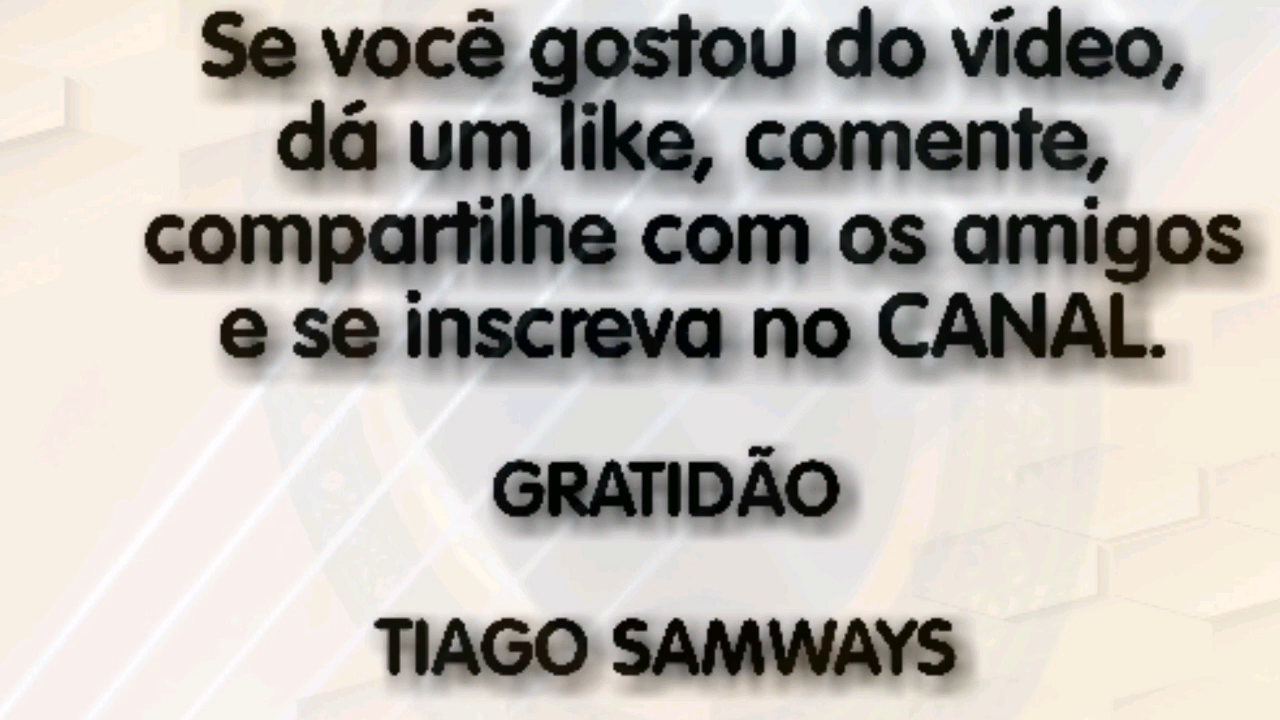 Se você gostou do vídeo,
dá um like, comente,
compartilhe com os amigos
e se inscreva no CANAL.
GRATIDÃO
TIAGO SAMWAYS